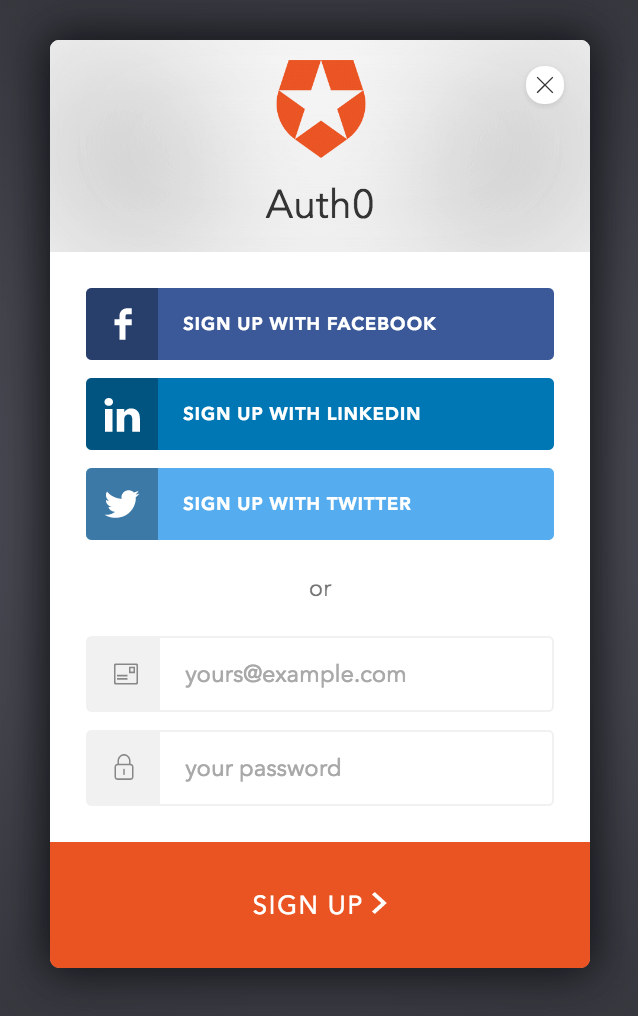 Auth0
SIGN UP WITH FACEBOOK
in
SIGN UP WITH LINKEDIN
SIGN UP WITH TWITTER
or
yours@example.com
your password
SIGN UP